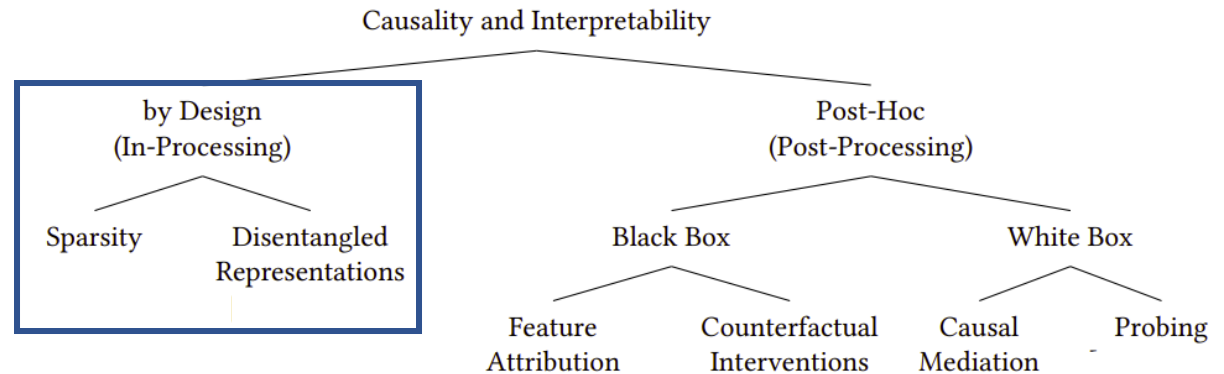 Causality and Interpretability
by Design
(In-Processing)
Post-Hoc
(Post-Processing)
Sparsity
Disentangled
Representations
Black Box
White Box
Feature
Attribution
Counterfactual
Interventions
Causal
Mediation
Probing